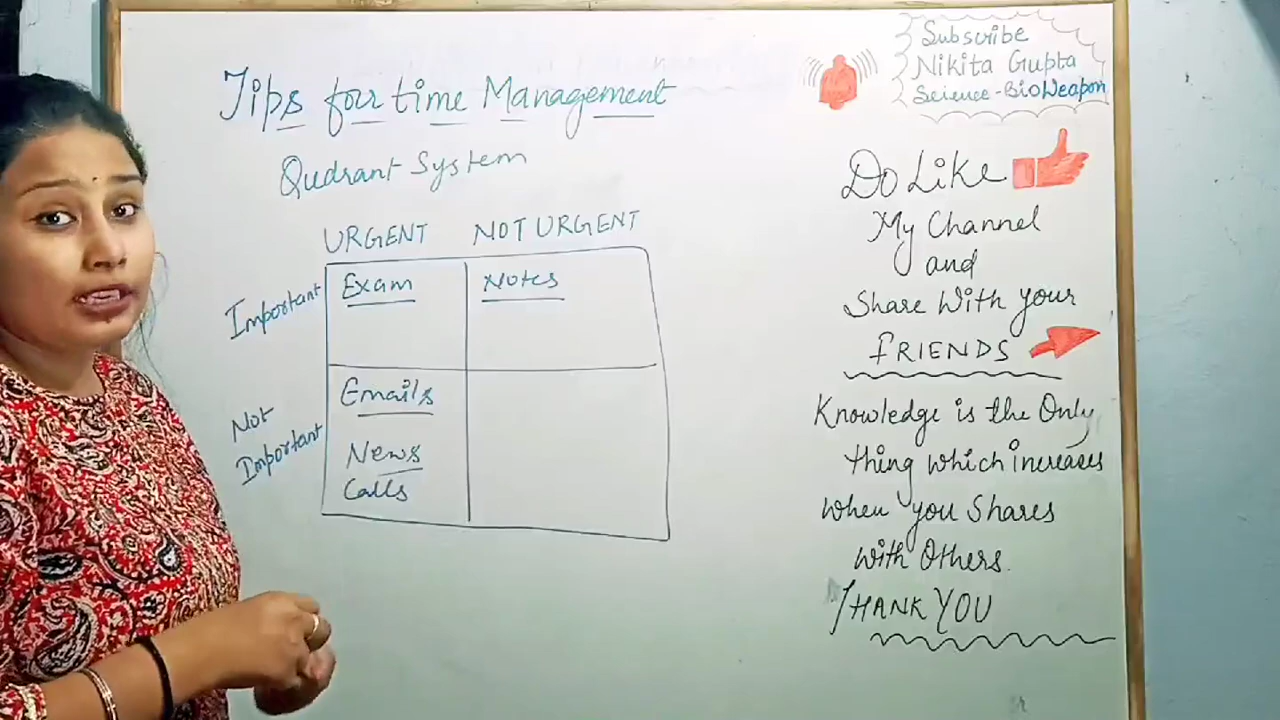 Tips for time Management
Qudrant System
URGENT NOT URGENT
Important Exam Notes
Not Important Emails
News
Calls
Subscribe
Nikita Gupta
Science-BioWeapon
Do Like
My Channel
and
Share With Your
FRIENDS
Knowledge is the Only
thing which increases
when you Shares
with Others.
THANK YOU